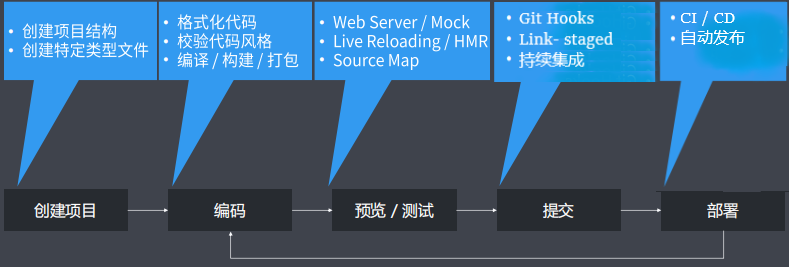 • 创建项目结构
• 创建特定类型文件
• 格式化代码
• 校验代码风格
• 编译 / 构建 / 打包
• Web Server / Mock
• Live Reloading / HMR
• Source Map
• Git Hooks
• Link- staged
• 持续集成
• CI / CD
• 自动发布
创建项目
编码
预览 / 测试
提交
部署